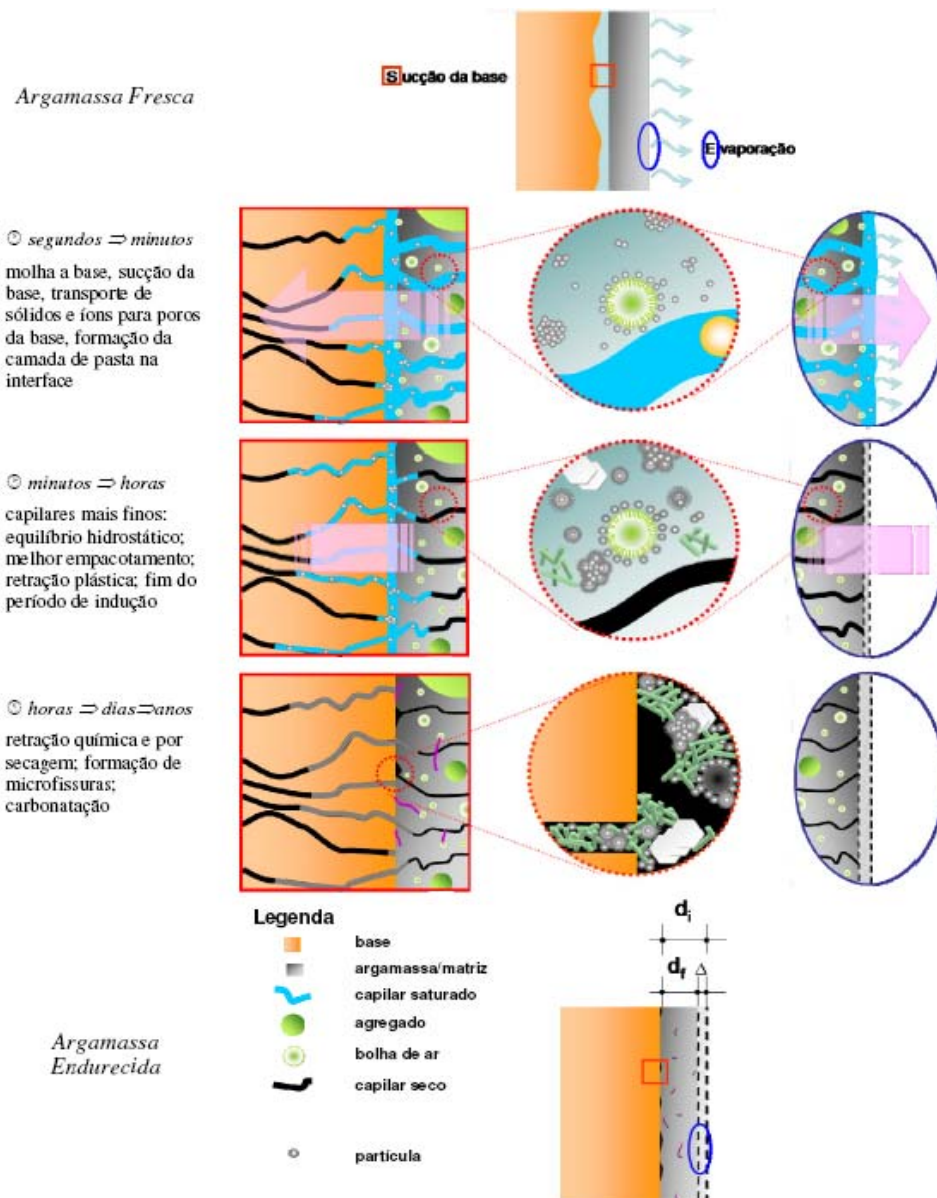 Argamassa Fresca
Sucção da base
Evaporação
segundos ⇒ minutos
molha a base, sucção da
base, transporte de
sólidos e íons para poros
da base, formação da
camada de pasta na
interface
minutos ⇒ horas
capilares mais finos:
equilíbrio hidrostático;
melhor empacotamento;
retração plástica; fim do
período de indução
horas ⇒ dias⇒anos
retração química e por
secagem; formação de
microfissuras;
carbonatação
Legenda
base
argamassa/matriz
capilar saturado
agregado
bolha de ar
capilar seco
partícula
Argamassa
Endurecida
di
df Δ